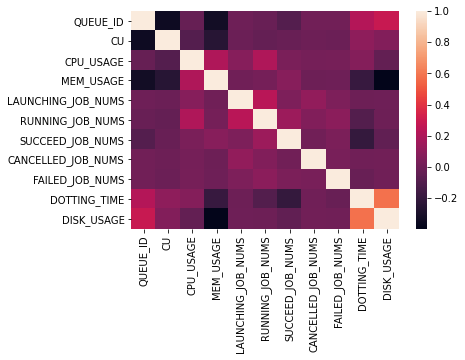 QUEUE_ID
CU
CPU_USAGE
MEM_USAGE
LAUNCHING_JOB_NUMS
RUNNING_JOB_NUMS
SUCCEED_JOB_NUMS
CANCELLED_JOB_NUMS
FAILED_JOB_NUMS
DOTTING_TIME
DISK_USAGE
QUEUE_ID
CU
CPU_USAGE
MEM_USAGE
LAUNCHING_JOB_NUMS
RUNNING_JOB_NUMS
SUCCEED_JOB_NUMS
CANCELLED_JOB_NUMS
FAILED_JOB_NUMS
DOTTING_TIME
DISK_USAGE
1.0
0.8
0.6
0.4
0.2
0.0
−0.2